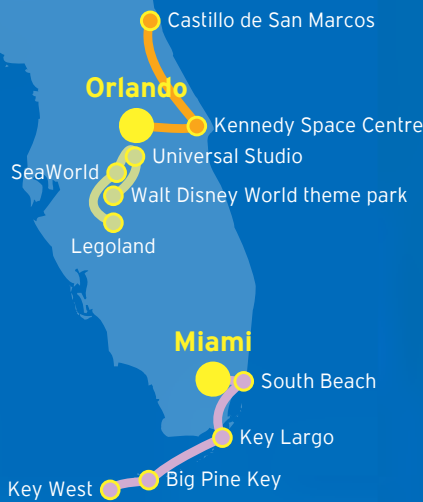 Castillo de San Marcos
Orlando
Kennedy Space Centre
Universal Studio
SeaWorld
Walt Disney World theme park
Legoland
Miami
South Beach
Key Largo
Big Pine Key
Key West